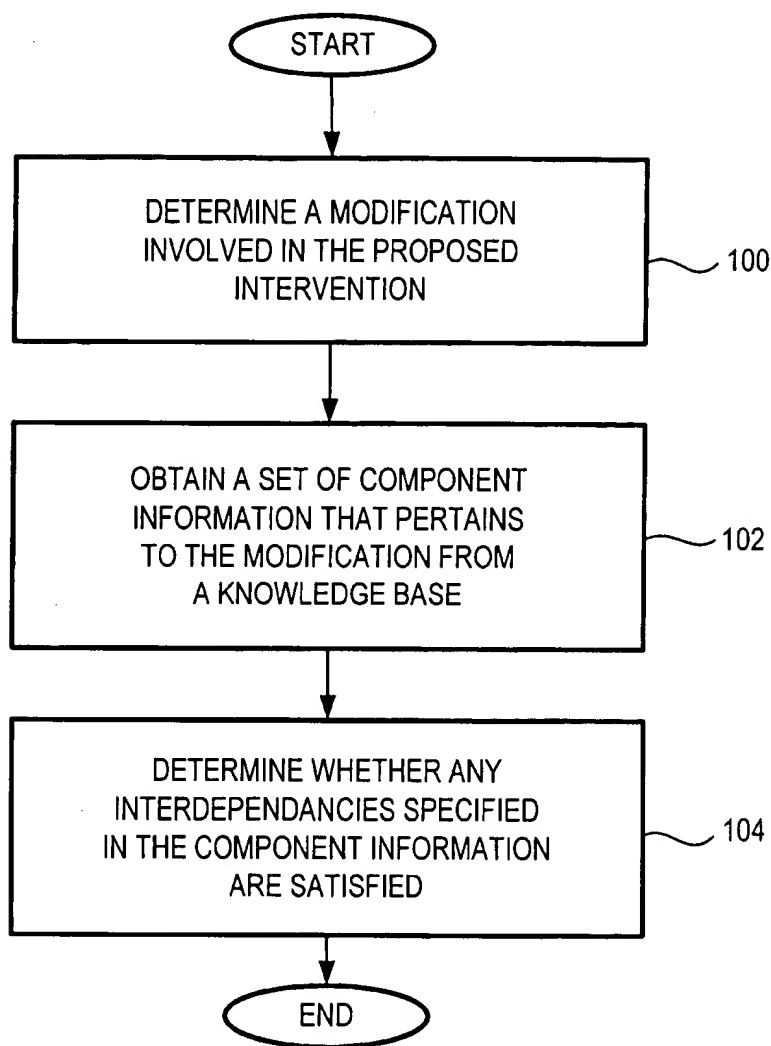 START
DETERMINE A MODIFICATION
INVOLVED IN THE PROPOSED
INTERVENTION
100
OBTAIN A SET OF COMPONENT
INFORMATION THAT PERTAINS
TO THE MODIFICATION FROM
A KNOWLEDGE BASE
102
DETERMINE WHETHER ANY
INTERDEPENDANCIES SPECIFIED
IN THE COMPONENT INFORMATION
ARE SATISFIED
104
END